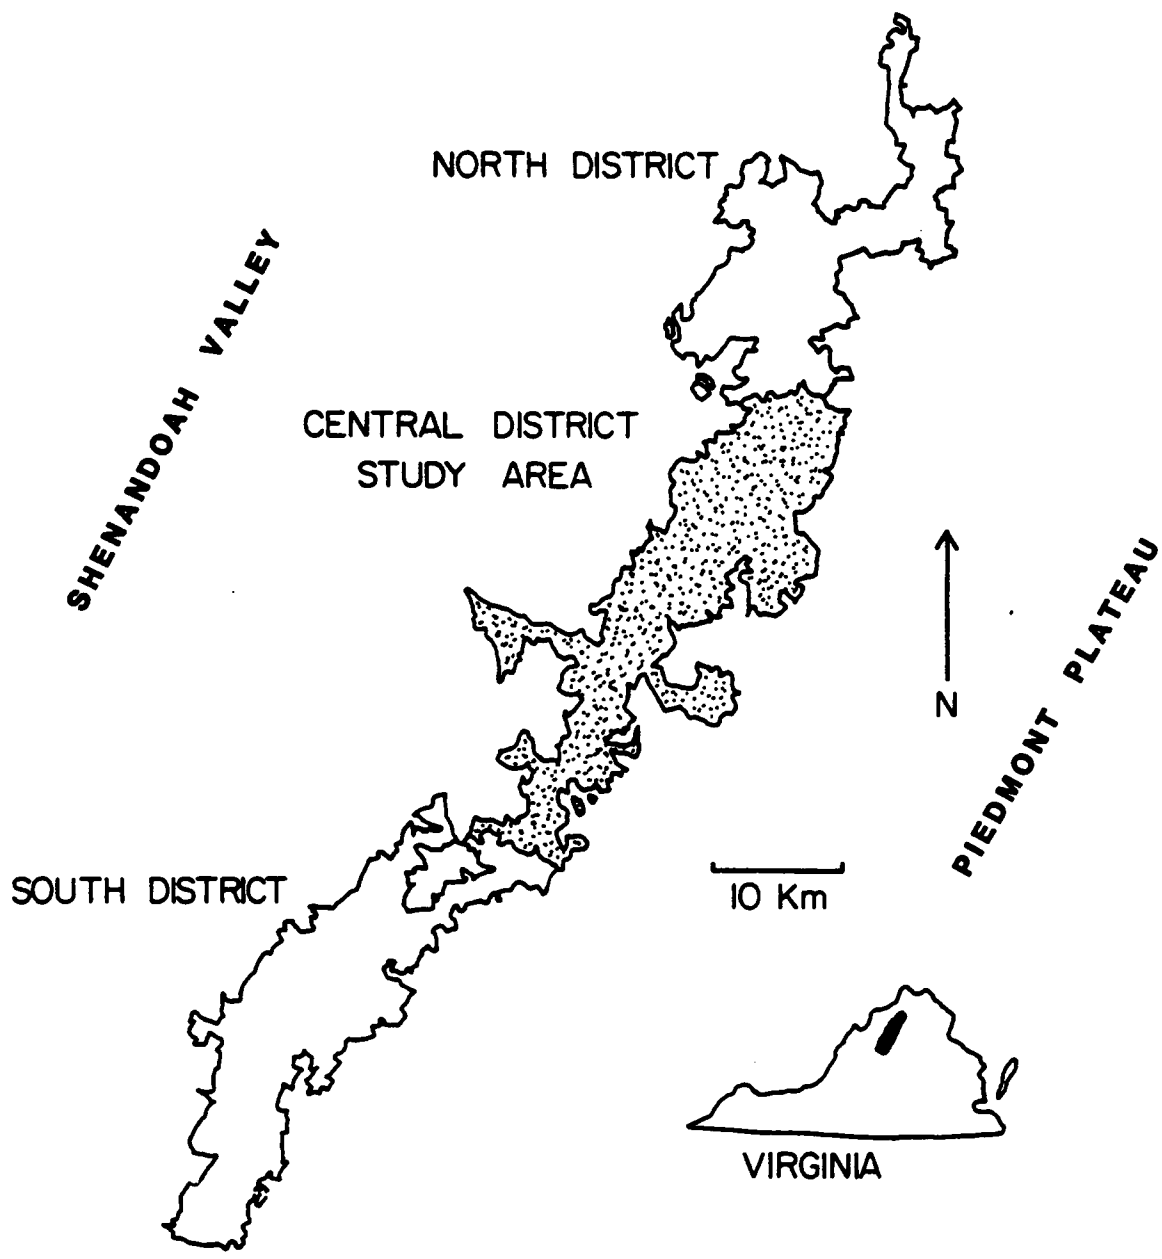 NORTH DISTRICT
SHENANDOAH VALLEY
CENTRAL DISTRICT
STUDY AREA
PIEDMONT PLATEAU
N
SOUTH DISTRICT
10 Km
VIRGINIA